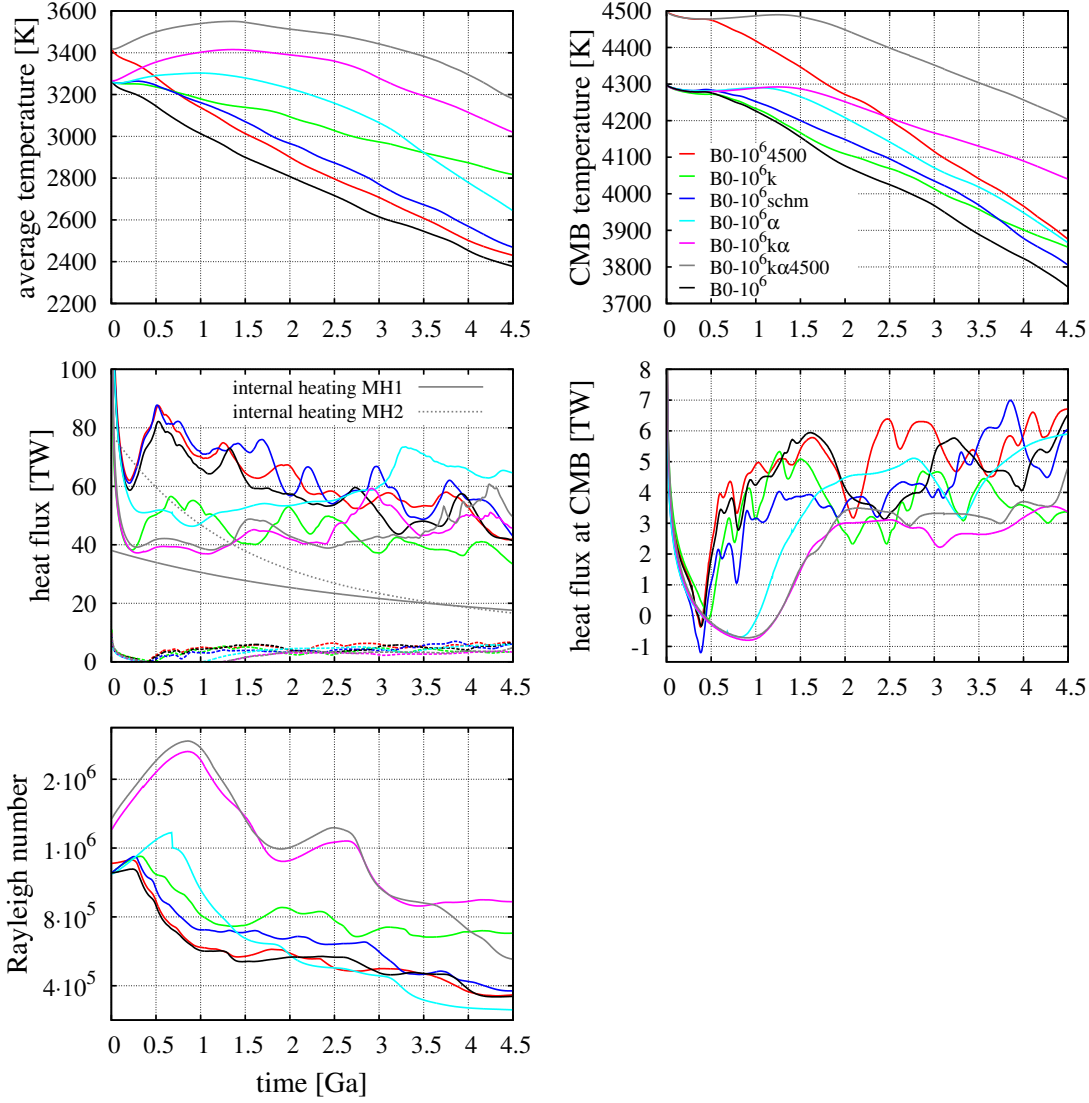 average temperature [K]
3600
3400
3200
3000
2800
2600
2400
2200
0 0.5 1 1.5 2 2.5 3 3.5 4 4.5
CMB temperature [K]
4500
4400
4300
4200
4100
4000
3900
3800
3700
B0-10⁶4500
B0-10⁶k
B0-10⁶schm
B0-10⁶α
B0-10⁶kα
B0-10⁶kα4500
B0-10⁶
0 0.5 1 1.5 2 2.5 3 3.5 4 4.5
heat flux [TW]
100
80
60
40
20
0
internal heating MH1
internal heating MH2
0 0.5 1 1.5 2 2.5 3 3.5 4 4.5
heat flux at CMB [TW]
8
7
6
5
4
3
2
1
0
-1
0 0.5 1 1.5 2 2.5 3 3.5 4 4.5
Rayleigh number
2·10⁶
1·10⁶
8·10⁵
4·10⁵
0 0.5 1 1.5 2 2.5 3 3.5 4 4.5
time [Ga]